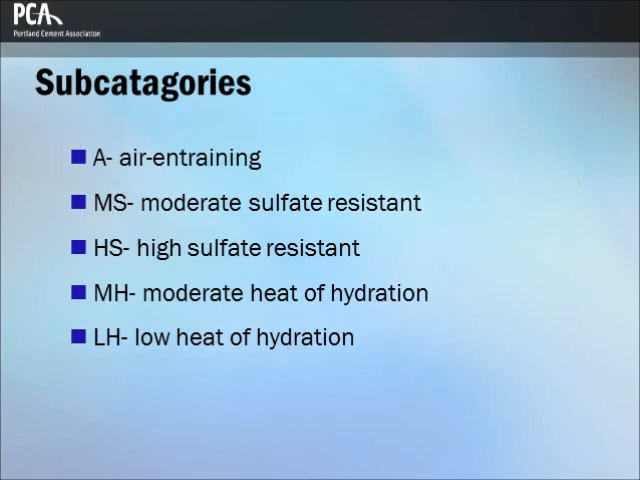 PCA
Portland Cement Association
Subcatagories
A- air-entraining
MS- moderate sulfate resistant
HS- high sulfate resistant
MH- moderate heat of hydration
LH- low heat of hydration